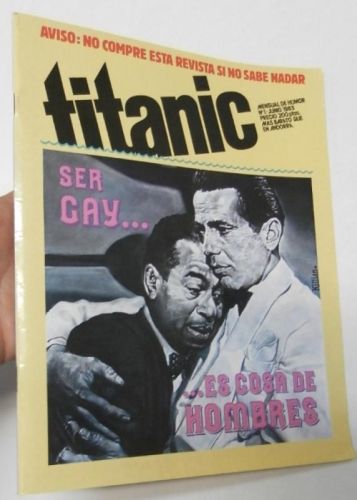 AVISO: NO COMPRE ESTA REVISTA SI NO SABE NADAR
titanic
MENSUAL DE HUMOR
Nº1-JUNIO 1983
PRECIO 200 ptas.
MAS BARATO QUE
EN ANDORRA.
SER
GAY...
...ES COSA DE
HOMBRES